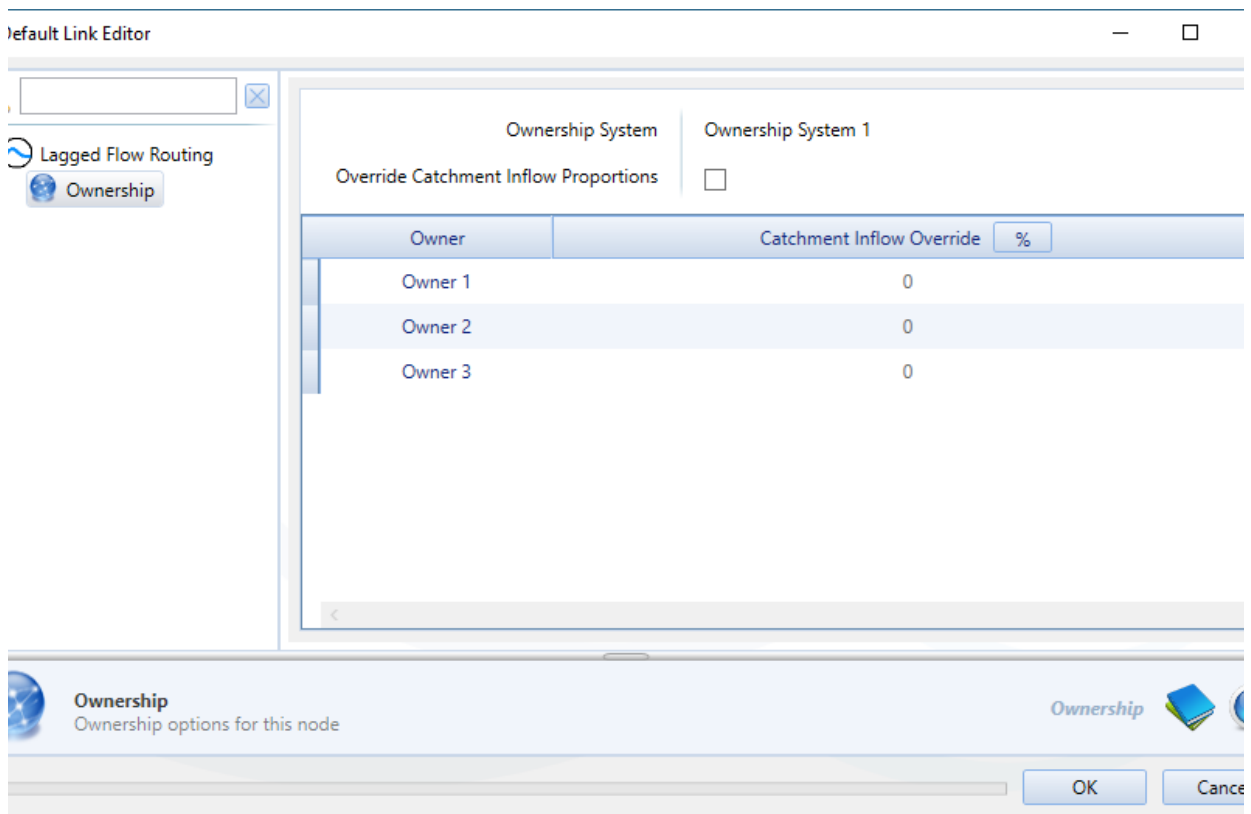 Default Link Editor
Lagged Flow Routing
Ownership
Ownership System
Ownership System 1
Override Catchment Inflow Proportions
Owner
Catchment Inflow Override %
Owner 1 0
Owner 2 0
Owner 3 0
Ownership
Ownership options for this node
Ownership
OK
Cance